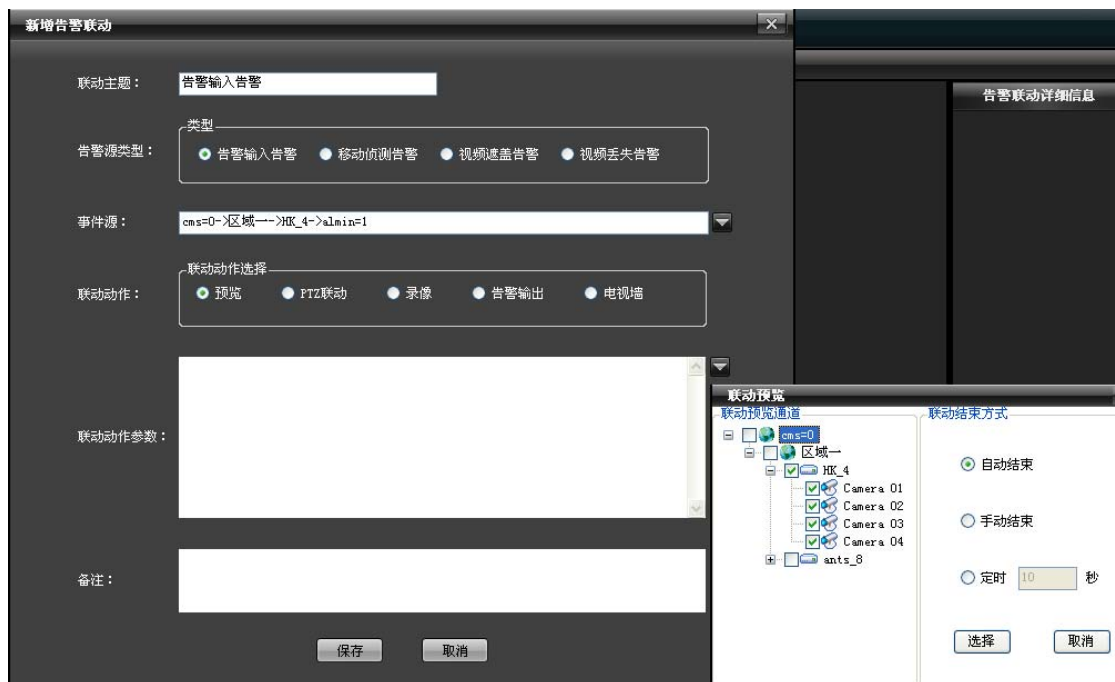 新增告警联动
告警联动详细信息
联动主题：
告警输入告警
告警源类型：
类型
告警输入告警
移动侦测告警
视频遮盖告警
视频丢失告警
事件源：
cms=0->区域一->HK_4->almin=1
联动动作：
联动动作选择
预览
PTZ联动
录像
告警输出
电视墙
联动动作参数：
备注：
保存
取消
联动预览
联动预览通道
cms=0
区域一
HK_4
Camera 01
Camera 02
Camera 03
Camera 04
ants_8
联动结束方式
自动结束
手动结束
定时 10 秒
选择
取消